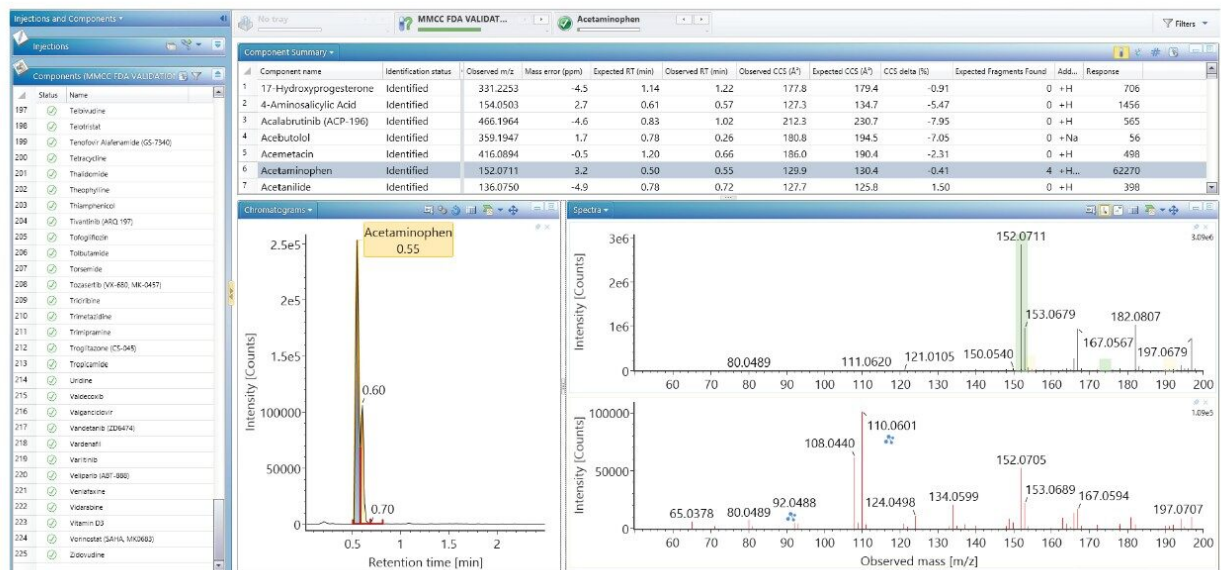 Injections and Components
No tray
MMCC FDA VALIDAT...
Acetaminophen
Filters
Injections
Components (MMCC FDA VALIDATIO
Status Name
197 Telbivudine
198 Telotristat
199 Tenofovir Alafenamide (GS-7340)
200 Tetracycline
201 Thalidomide
202 Theophylline
203 Thiamphenicol
204 Tivantinib (ARQ 197)
205 Tofogliflozin
206 Tolbutamide
207 Torsemide
208 Tozasertib (VX-680, MK-0457)
209 Triciribine
210 Trimetazidine
211 Trimipramine
212 Troglitazone (CS-045)
213 Tropicamide
214 Uridine
215 Valdecoxib
216 Valganciclovir
217 Vandetanib (ZD6474)
218 Vardenafil
219 Varlitinib
220 Veliparib (ABT-888)
221 Venlafaxine
222 Vidarabine
223 Vitamin D3
224 Vorinostat (SAHA, MK0683)
225 Zidovudine
Component Summary
Component name Identification status Observed m/z Mass error (ppm) Expected RT (min) Observed RT (min) Observed CCS (Å²) Expected CCS (Å²) CCS delta (%) Expected Fragments Found Add... Response
1 17-Hydroxyprogesterone Identified 331.2253 -4.5 1.14 1.22 177.8 179.4 -0.91 0 +H 706
2 4-Aminosalicylic Acid Identified 154.0503 2.7 0.61 0.57 127.3 134.7 -5.47 0 +H 1456
3 Acalabrutinib (ACP-196) Identified 466.1964 -4.6 0.83 1.02 212.3 230.7 -7.95 0 +H 565
4 Acebutolol Identified 359.1947 1.7 0.78 0.26 180.8 194.5 -7.05 0 +Na 56
5 Acemetacin Identified 416.0894 -0.5 1.20 0.66 186.0 190.4 -2.31 0 +H 498
6 Acetaminophen Identified 152.0711 3.2 0.50 0.55 129.9 130.4 -0.41 4 +H... 62270
7 Acetanilide Identified 136.0750 -4.9 0.78 0.72 127.7 125.8 1.50 0 +H 398
Chromatograms
Acetaminophen
0.55
0.60
0.70
Intensity [Counts]
2.5e5
2e5
1.5e5
100000
50000
0
0.5 1 1.5 2
Retention time [min]
Spectra
3.09e6
Intensity [Counts]
3e6
2e6
1e6
0
152.0711
153.0679
182.0807
167.0567
197.0679
150.0540
121.0105
111.0620
80.0489
60 70 80 90 100 110 120 130 140 150 160 170 180 190 200
1.09e5
Intensity [Counts]
100000
50000
0
110.0601
108.0440
152.0705
153.0689
167.0594
134.0599
124.0498
92.0488
80.0489
65.0378
197.0707
60 70 80 90 100 110 120 130 140 150 160 170 180 190 200
Observed mass [m/z]